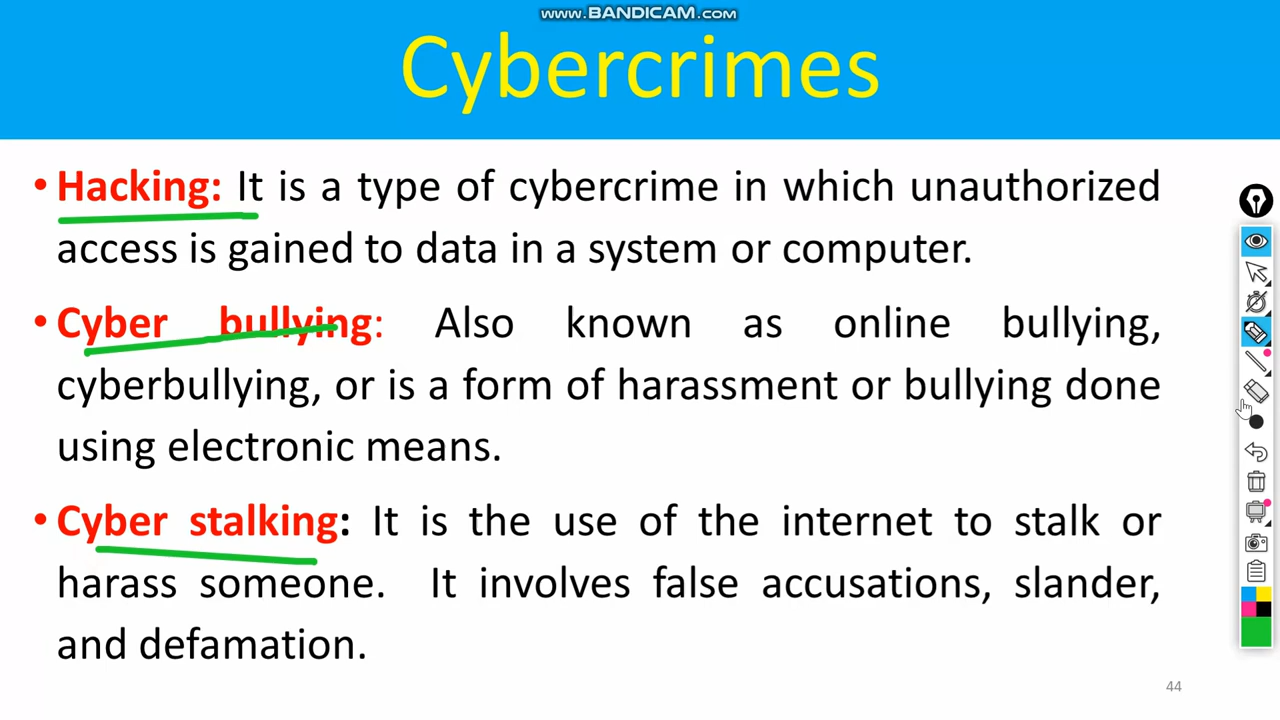 WWW.BANDICAM.COM
Cybercrimes
• Hacking: It is a type of cybercrime in which unauthorized
access is gained to data in a system or computer.
• Cyber bullying: Also known as online bullying,
cyberbullying, or is a form of harassment or bullying done
using electronic means.
• Cyber stalking: It is the use of the internet to stalk or
harass someone. It involves false accusations, slander,
and defamation.
44